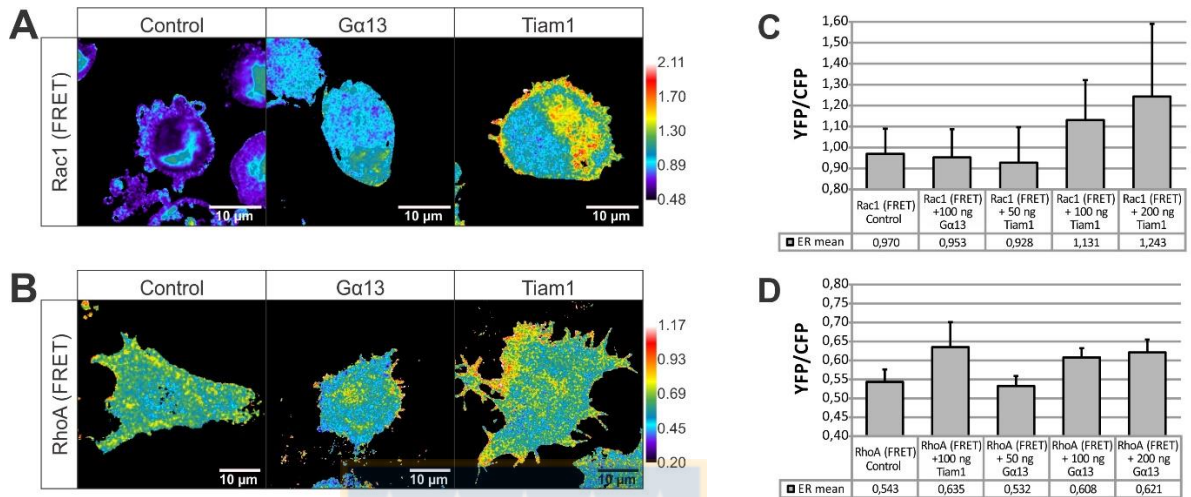 A
Control
Gα13
Tiam1
Rac1 (FRET)
10 µm
10 µm
10 µm
2.11
1.70
1.30
0.89
0.48
B
Control
Gα13
Tiam1
RhoA (FRET)
10 µm
10 µm
10 µm
1.17
0.93
0.69
0.45
0.20
C
YFP/CFP
1,60
1,50
1,40
1,30
1,20
1,10
1,00
0,90
0,80
Rac1 (FRET)
Control
Rac1 (FRET)
+100 ng
Gα13
Rac1 (FRET)
+ 50 ng
Tiam1
Rac1 (FRET)
+ 100 ng
Tiam1
Rac1 (FRET)
+ 200 ng
Tiam1
ER mean 0,970 0,953 0,928 1,131 1,243
D
YFP/CFP
0,80
0,75
0,70
0,65
0,60
0,55
0,50
0,45
0,40
RhoA (FRET)
Control
RhoA (FRET)
+100 ng
Tiam1
RhoA (FRET)
+ 50 ng
Gα13
RhoA (FRET)
+ 100 ng
Gα13
RhoA (FRET)
+ 200 ng
Gα13
ER mean 0,543 0,635 0,532 0,608 0,621